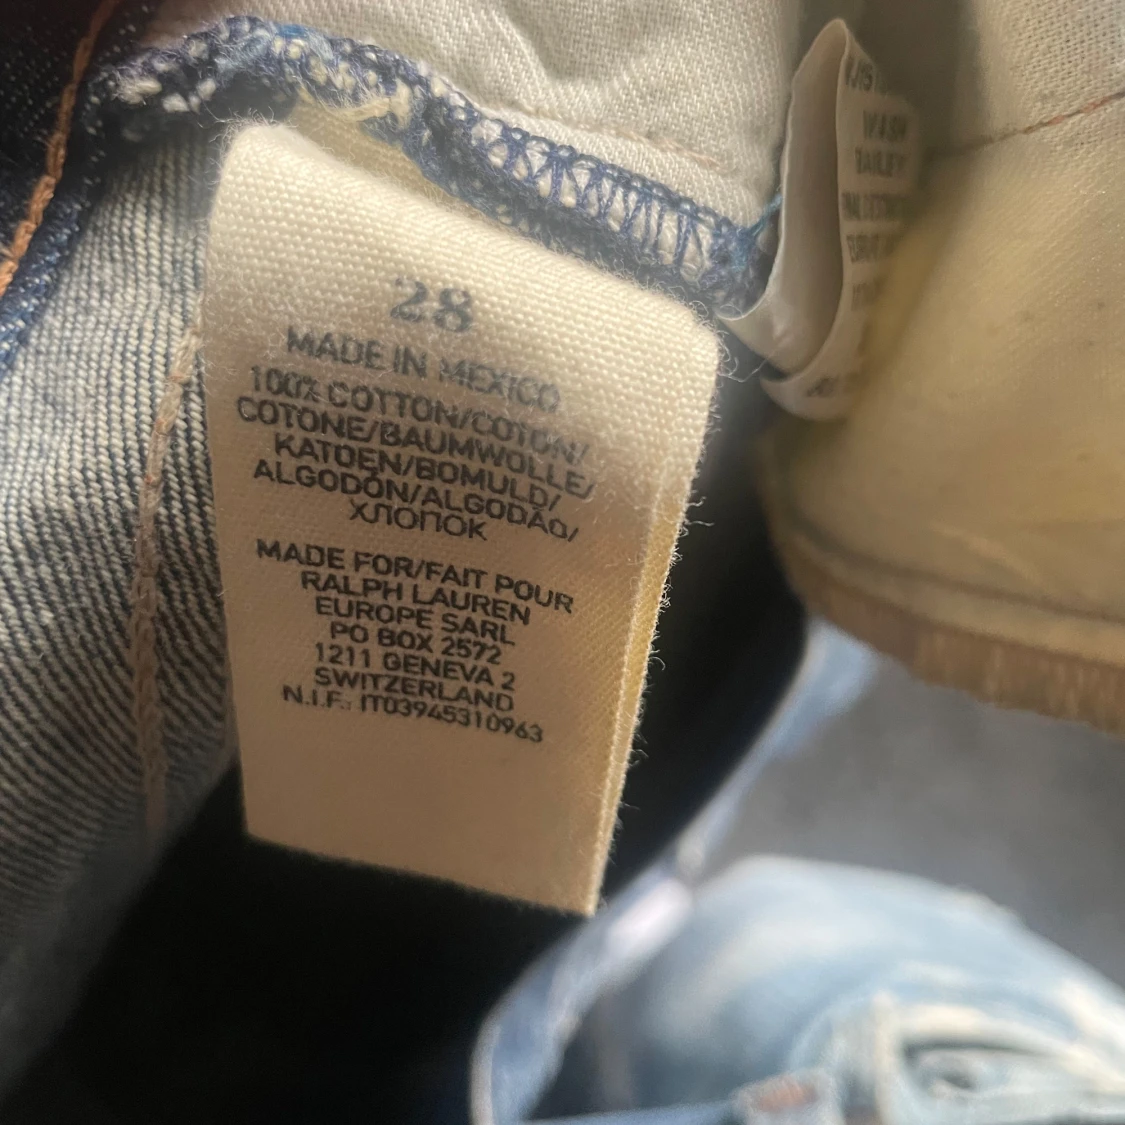 28
MADE IN MEXICO
100% COTTON/COTON/
COTONE/BAUMWOLLE/
KATOEN/BOMULD/
ALGODÓN/ALGODÃO/
ХЛОПОК
MADE FOR/FAIT POUR
RALPH LAUREN
EUROPE SARL
PO BOX 2572
1211 GENEVA 2
SWITZERLAND
N.I.F.: IT03945310963
WASH